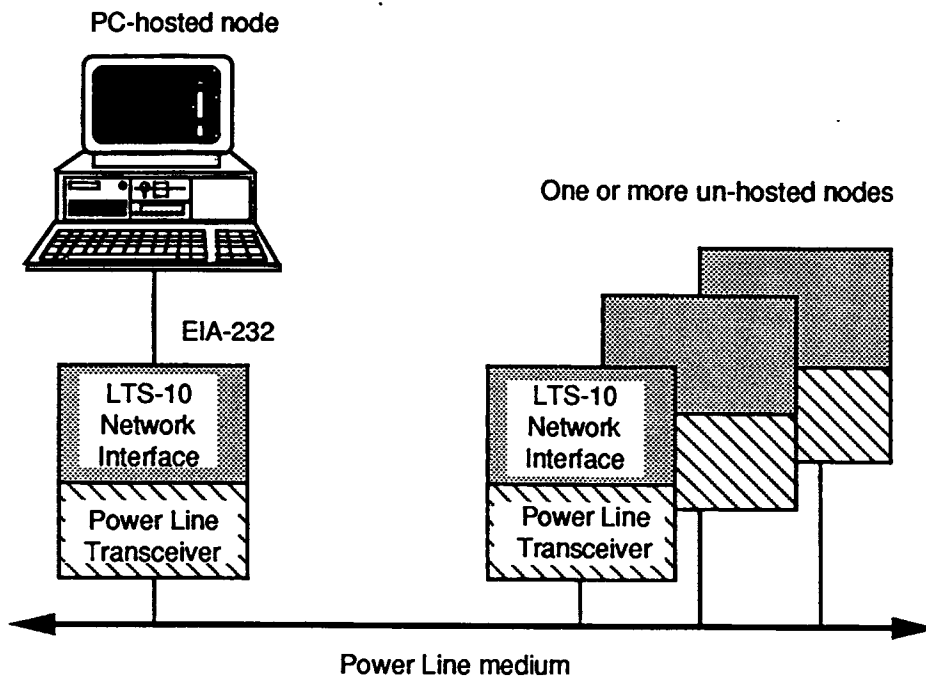 PC-hosted node
One or more un-hosted nodes
EIA-232
LTS-10
Network
Interface
Power Line
Transceiver
LTS-10
Network
Interface
Power Line
Transceiver
Power Line medium